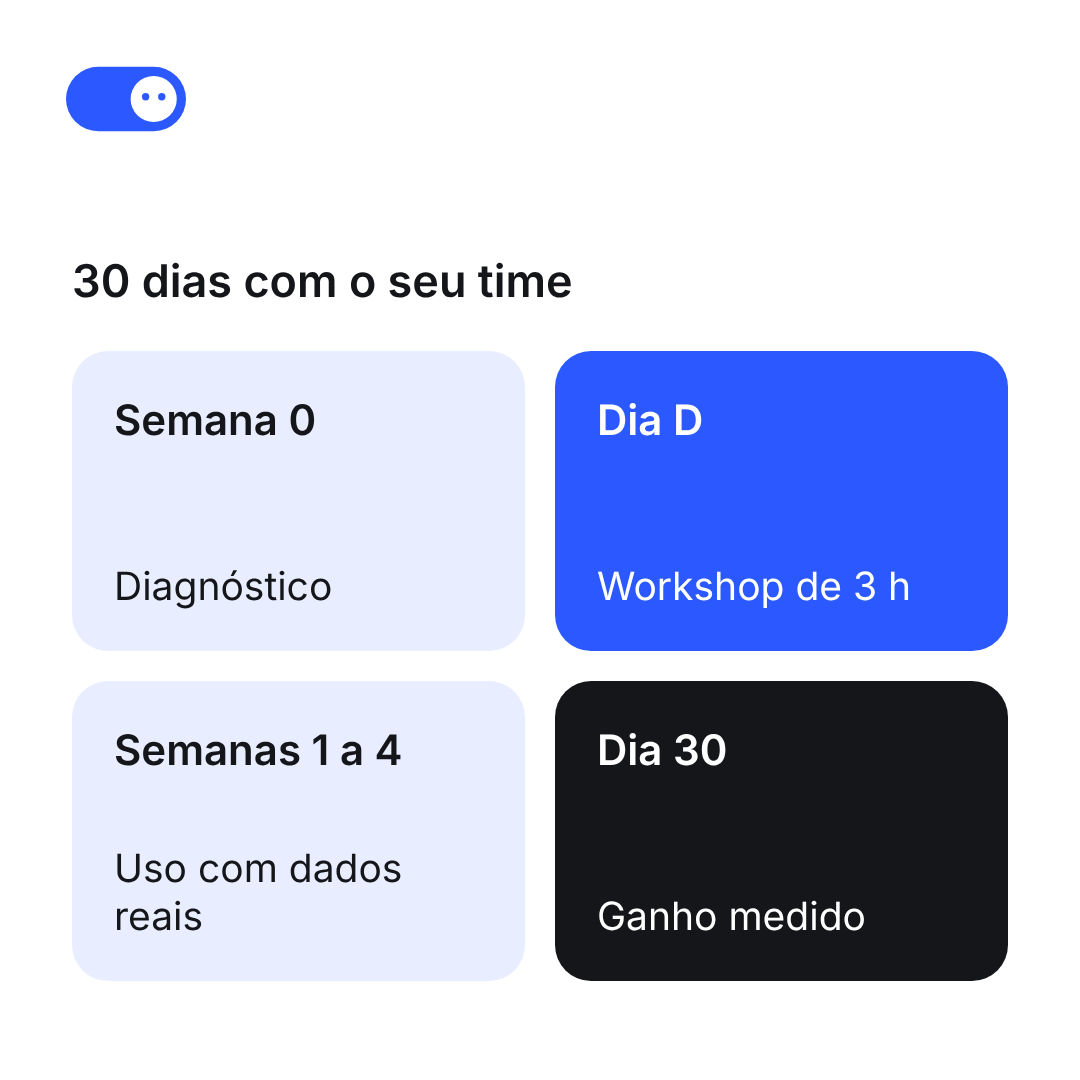 30 dias com o seu time
Semana 0
Diagnóstico
Dia D
Workshop de 3 h
Semanas 1 a 4
Uso com dados
reais
Dia 30
Ganho medido